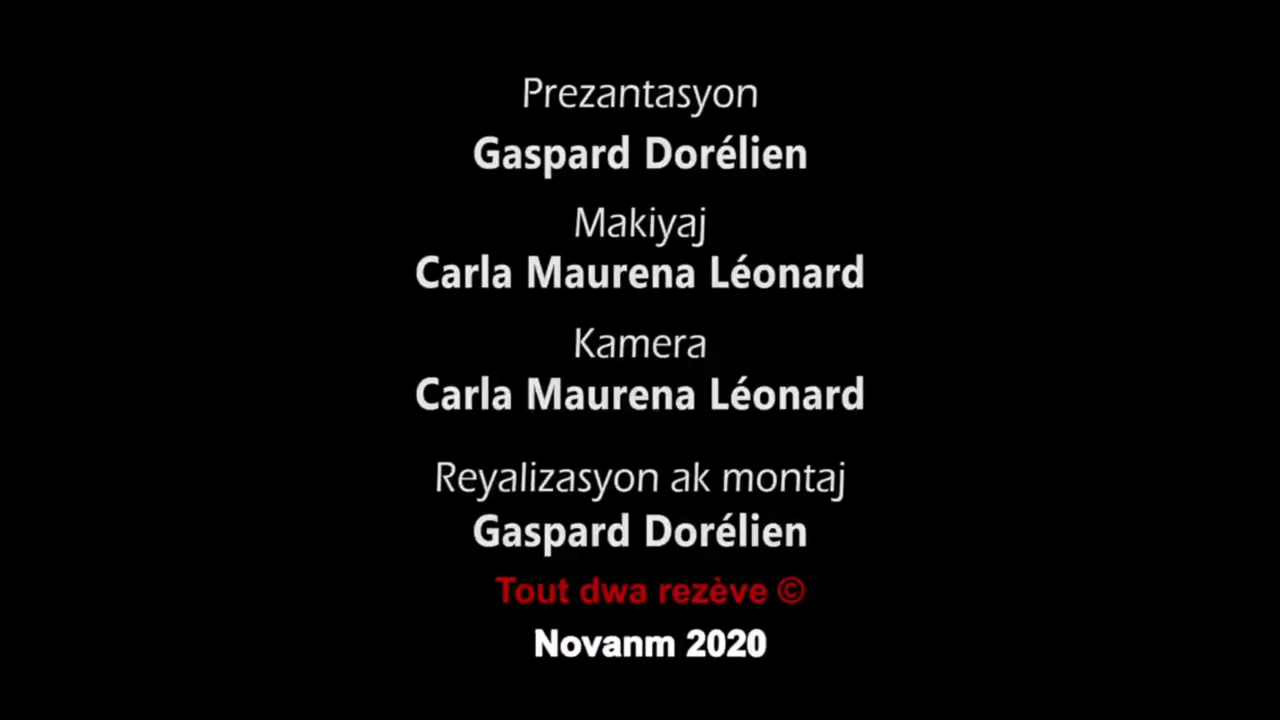 Prezantasyon
Gaspard Dorélien
Makiyaj
Carla Maurena Léonard
Kamera
Carla Maurena Léonard
Reyalizasyon ak montaj
Gaspard Dorélien
Tout dwa rezève ©
Novanm 2020